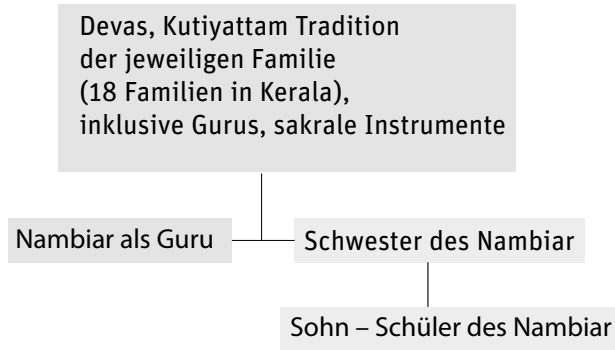 Devas, Kutiyattam Tradition
der jeweiligen Familie
(18 Familien in Kerala),
inklusive Gurus, sakrale Instrumente
Nambiar als Guru
Schwester des Nambiar
Sohn – Schüler des Nambiar